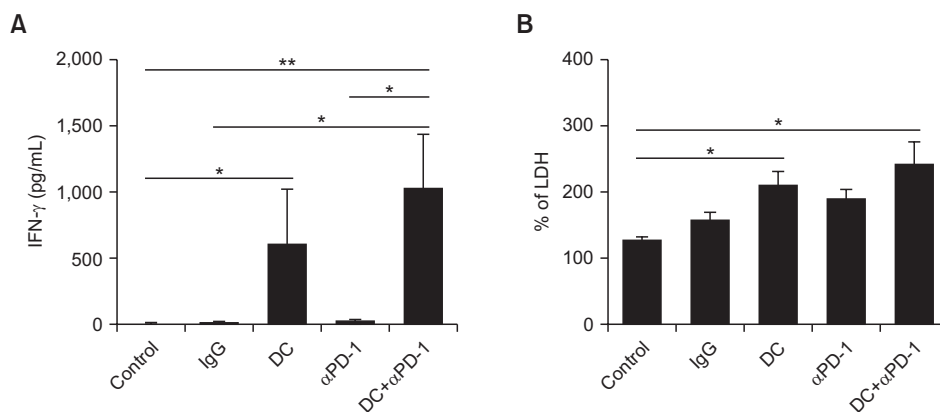 A
IFN-γ (pg/mL)
2,000
1,500
1,000
500
0
**
*
*
*
Control
IgG
DC
αPD-1
DC+αPD-1
B
% of LDH
400
300
200
100
0
*
*
Control
IgG
DC
αPD-1
DC+αPD-1